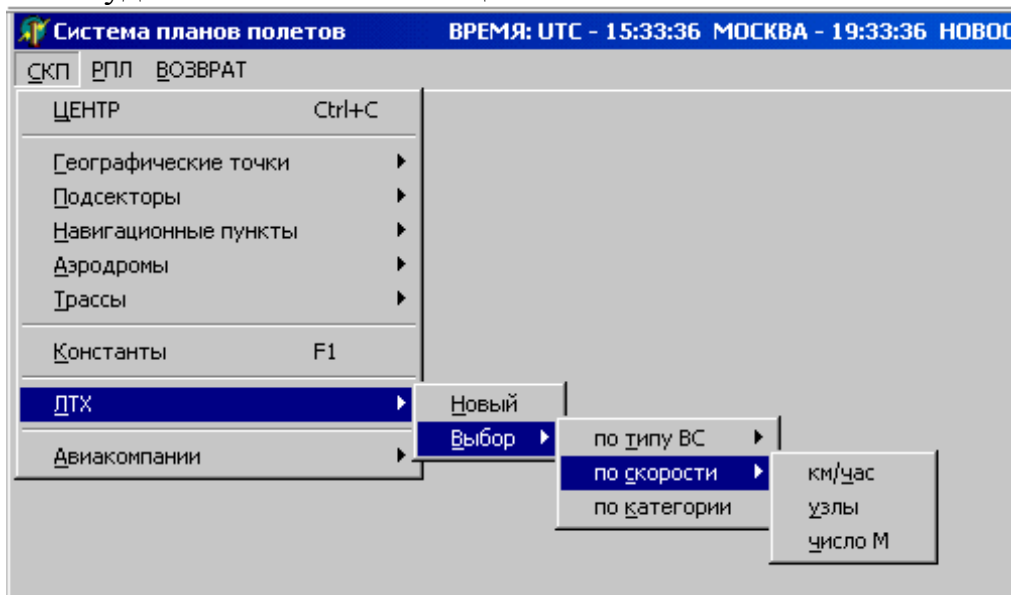 Система планов полетов ВРЕМЯ: UTC - 15:33:36 МОСКВА - 19:33:36
СКП РПЛ ВОЗВРАТ
ЦЕНТР Ctrl+C
Географические точки
Подсекторы
Навигационные пункты
Аэродромы
Трассы
Константы F1
ЛТХ Новый
Выбор по типу ВС
Авиакомпании
по скорости км/час
по категории узлы
число М